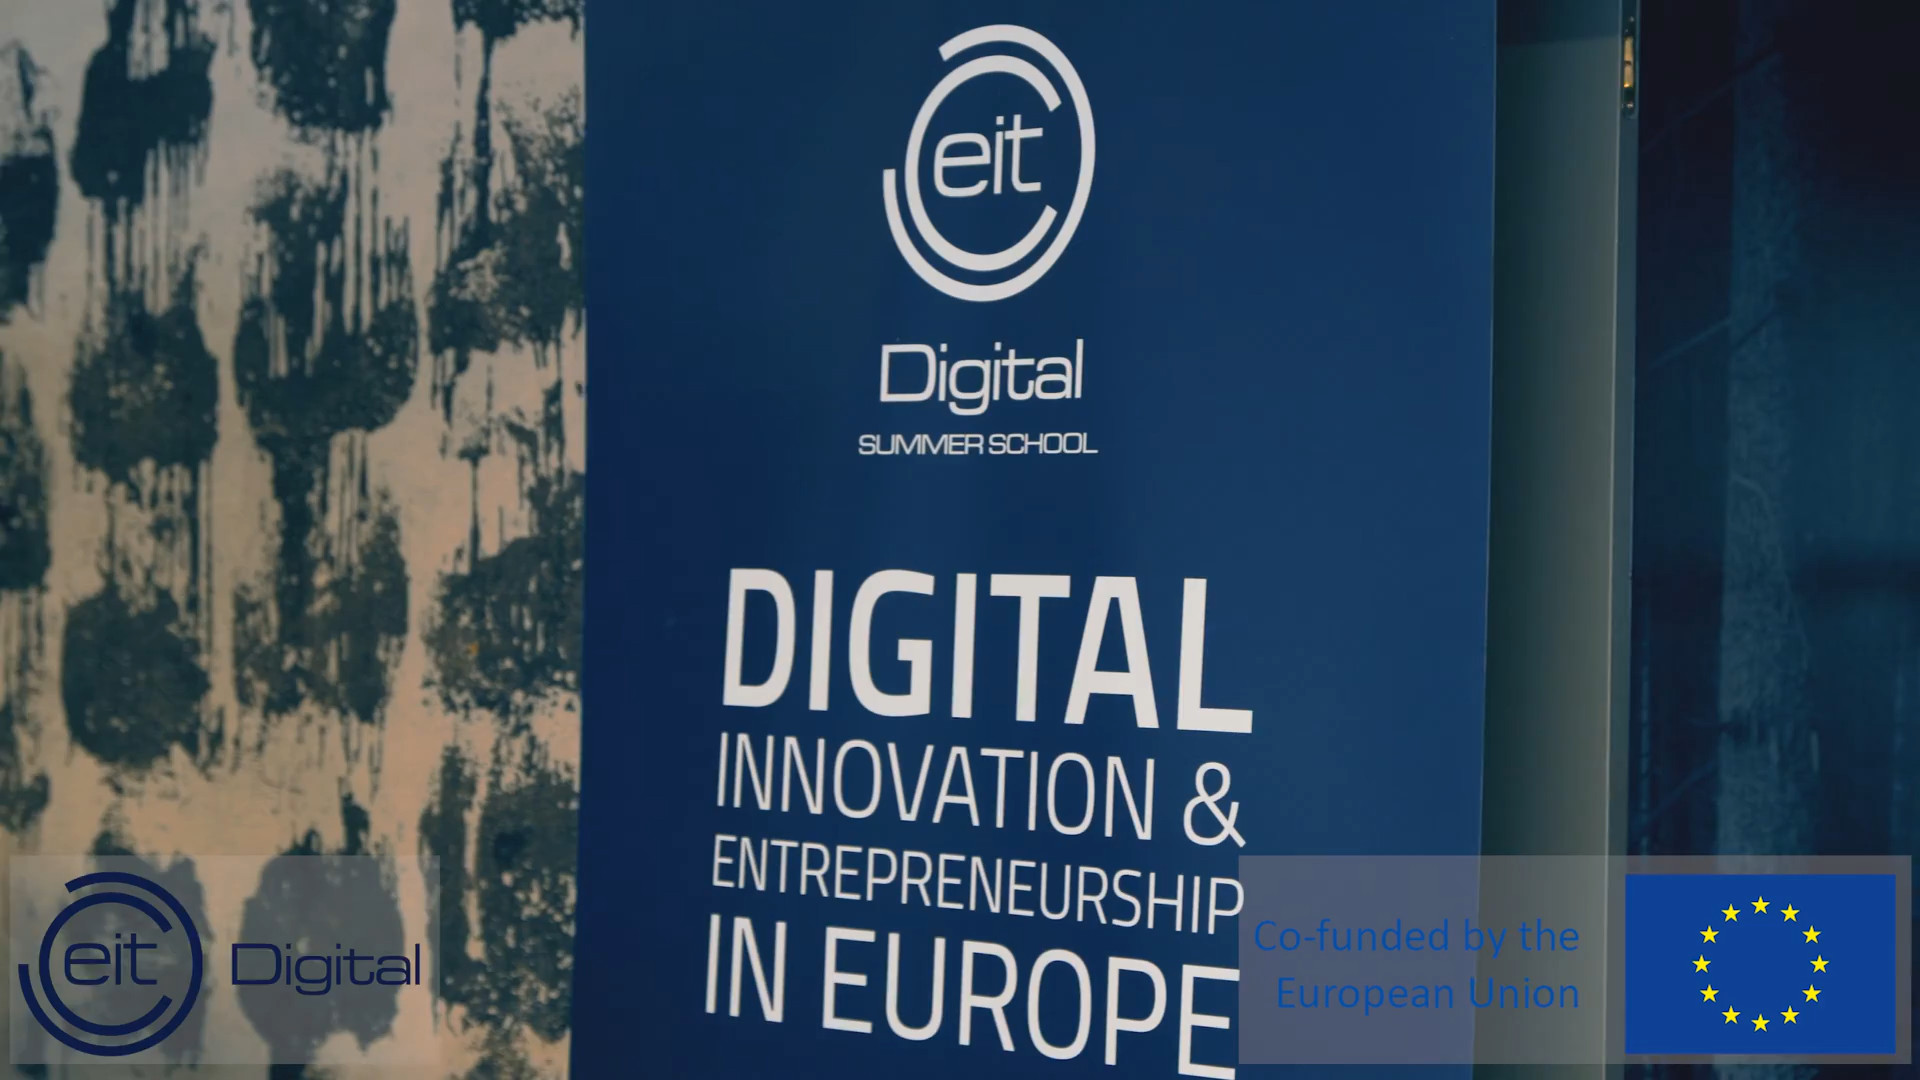 eit
Digital
SUMMER SCHOOL
DIGITAL
INNOVATION &
ENTREPRENEURSHIP
IN EUROPE
eit Digital
Co-funded by the
European Union